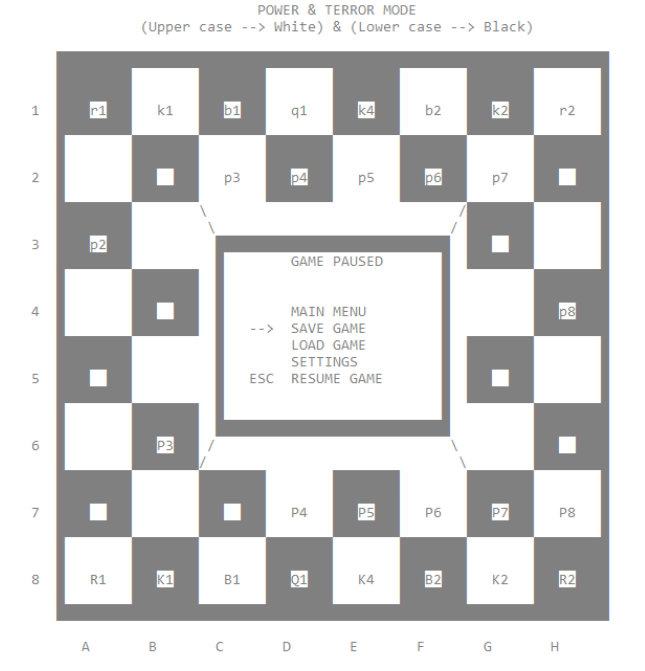 POWER & TERROR MODE
(Upper case --> White) & (Lower case --> Black)
1 r1 k1 b1 q1 k4 b2 k2 r2
2 p3 p4 p5 p6 p7
3 p2
GAME PAUSED
4 MAIN MENU p8
--> SAVE GAME
LOAD GAME
SETTINGS
5 ESC RESUME GAME
6 P3
7 P4 P5 P6 P7 P8
8 R1 K1 B1 Q1 K4 B2 K2 R2
A B C D E F G H